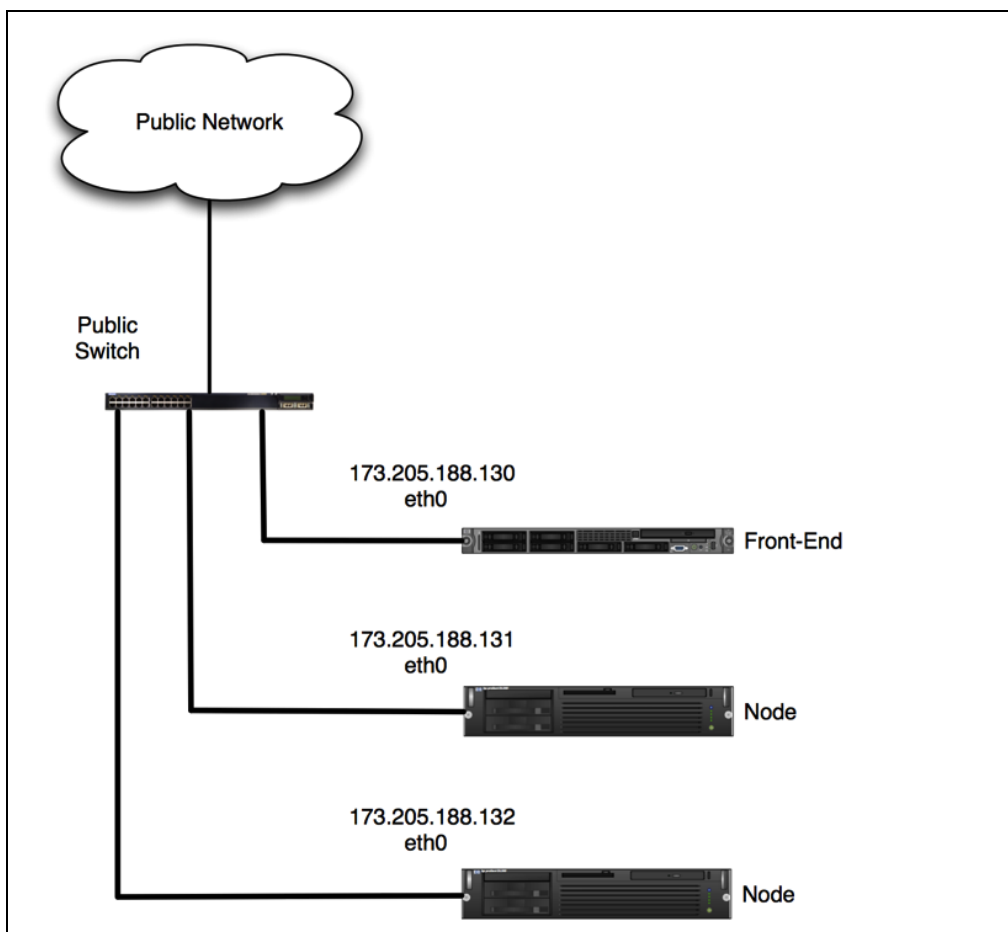 Public Network
Public
Switch
173.205.188.130
eth0
Front-End
173.205.188.131
eth0
Node
173.205.188.132
eth0
Node